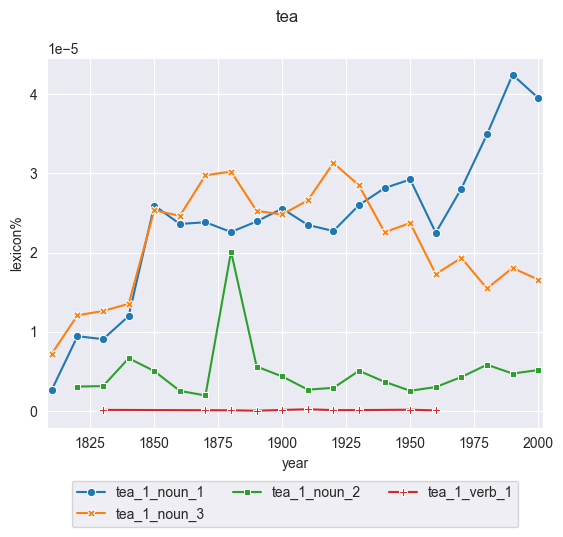 tea
1e−5
4
3
2
1
0
lexicon%
1825 1850 1875 1900 1925 1950 1975 2000
year
tea_1_noun_1 tea_1_noun_2 tea_1_verb_1
tea_1_noun_3